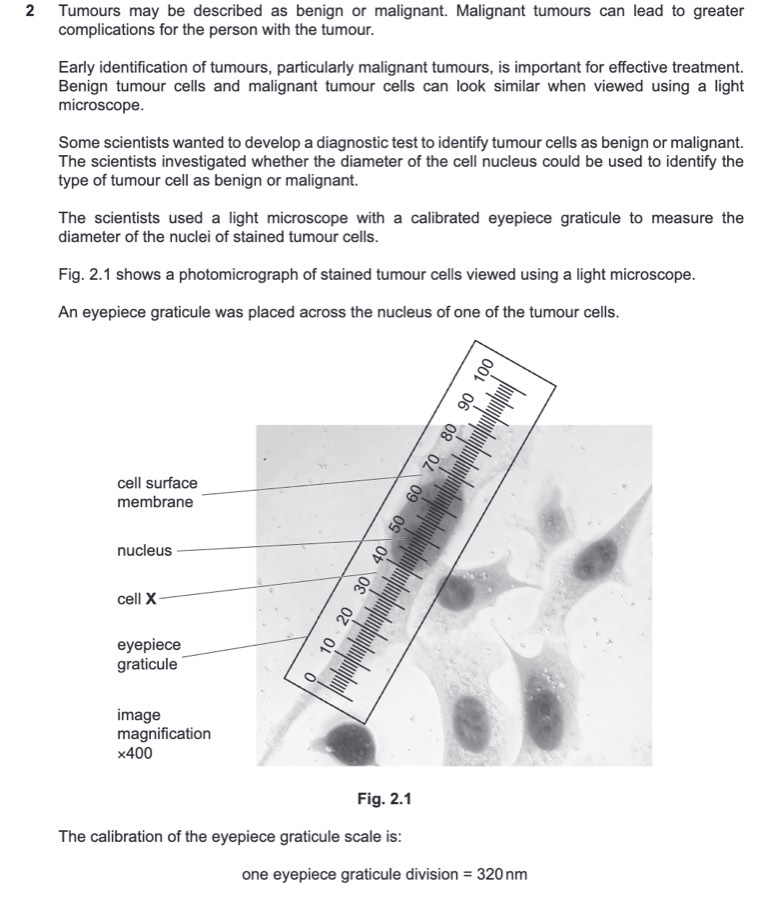 2 Tumours may be described as benign or malignant. Malignant tumours can lead to greater
complications for the person with the tumour.
Early identification of tumours, particularly malignant tumours, is important for effective treatment.
Benign tumour cells and malignant tumour cells can look similar when viewed using a light
microscope.
Some scientists wanted to develop a diagnostic test to identify tumour cells as benign or malignant.
The scientists investigated whether the diameter of the cell nucleus could be used to identify the
type of tumour cell as benign or malignant.
The scientists used a light microscope with a calibrated eyepiece graticule to measure the
diameter of the nuclei of stained tumour cells.
Fig. 2.1 shows a photomicrograph of stained tumour cells viewed using a light microscope.
An eyepiece graticule was placed across the nucleus of one of the tumour cells.
0 10 20 30 40 50 60 70 80 90 100
cell surface
membrane
nucleus
cell X
eyepiece
graticule
image
magnification
x400
Fig. 2.1
The calibration of the eyepiece graticule scale is:
one eyepiece graticule division = 320 nm